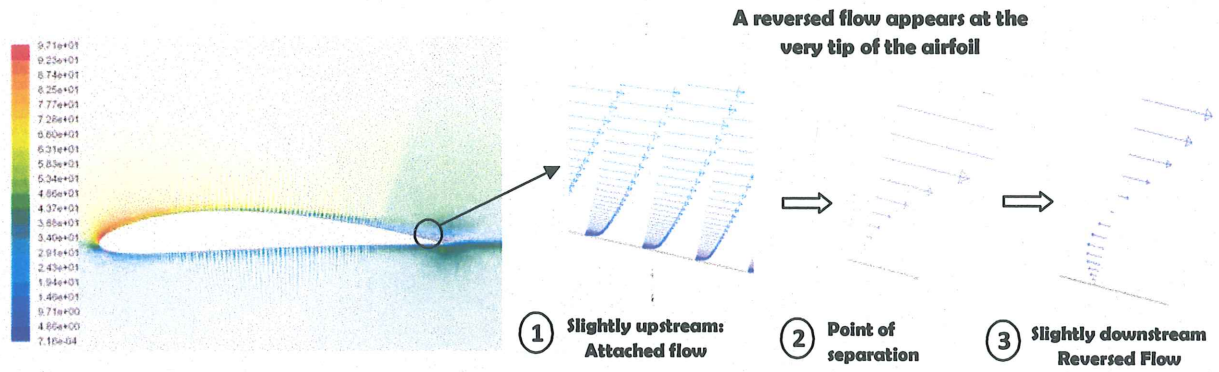 A reversed flow appears at the
very tip of the airfoil
9.71e+01
9.23e+01
8.74e+01
8.25e+01
7.77e+01
7.28e+01
6.80e+01
6.31e+01
5.83e+01
5.34e+01
4.86e+01
4.37e+01
3.88e+01
3.40e+01
2.91e+01
2.43e+01
1.94e+01
1.46e+01
9.71e+00
4.86e+00
7.16e-04
1 Slightly upstream:
Attached flow
2 Point of
separation
3 Slightly downstream
Reversed Flow